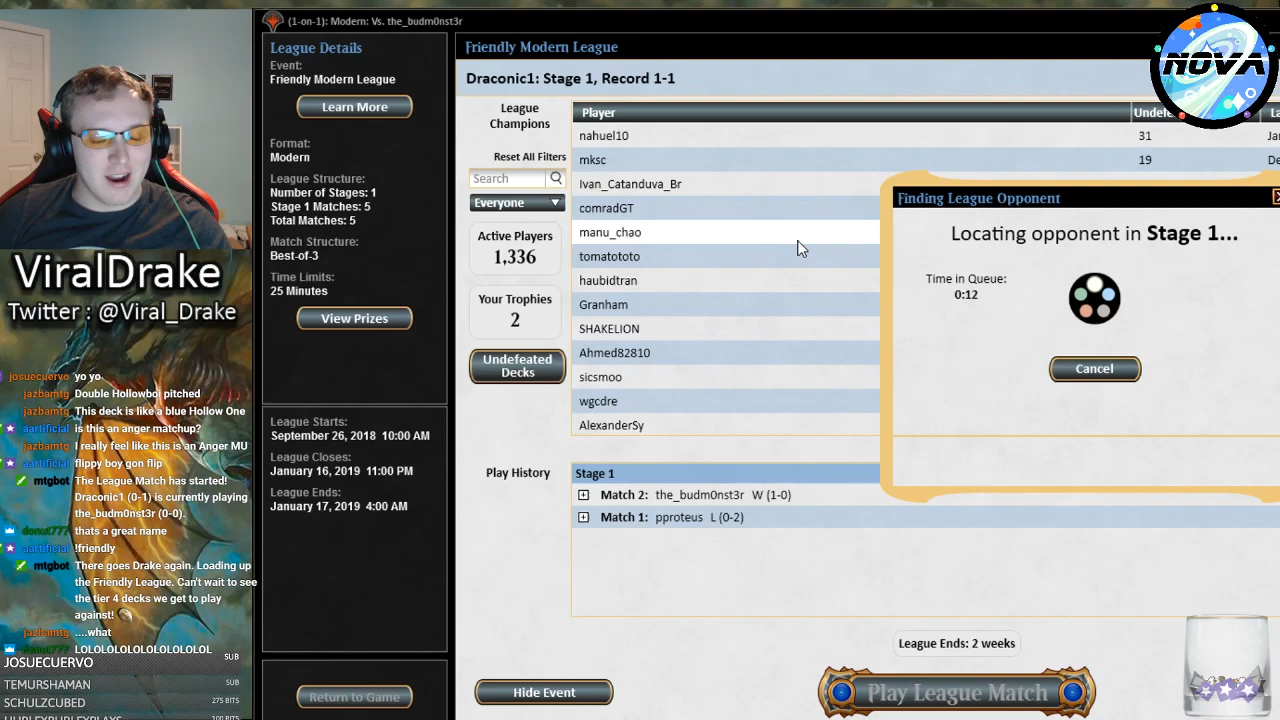 (1-on-1): Modern: Vs. the_budm0nst3r
League Details
Event:
Friendly Modern League
Learn More
Format:
Modern
League Structure:
Number of Stages: 1
Stage 1 Matches: 5
Total Matches: 5
Match Structure:
Best-of-3
Time Limits:
25 Minutes
View Prizes
League Starts:
September 26, 2018 10:00 AM
League Closes:
January 16, 2019 11:00 PM
League Ends:
January 17, 2019 4:00 AM
Return to Game
Friendly Modern League
Draconic1: Stage 1, Record 1-1
League
Champions
Reset All Filters
Search
Everyone
Active Players
1,336
Your Trophies
2
Undefeated
Decks
Player
nahuel10 31
mksc 19
Ivan_Catanduva_Br
comradGT
manu_chao
tomatototo
haubidtran
Granham
SHAKELION
Ahmed82810
sicsmoo
wgcdre
AlexanderSy
Play History
Stage 1
Match 2: the_budm0nst3r W (1-0)
Match 1: pproteus L (0-2)
League Ends: 2 weeks
Hide Event
Play League Match
Finding League Opponent
Locating opponent in Stage 1...
Time in Queue:
0:12
Cancel
NOVA
ViralDrake
Twitter : @Viral_Drake
josuecuervo yo yo
jazbamtg Double Hollowboi pitched
jazbamtg This deck is like a blue Hollow One
aartificial is this an anger matchup?
jazbamtg I really feel like this is an Anger MU
aartificial flippy boy gon flip
mtgbot The League Match has started!
Draconic1 (0-1) is currently playing
the_budm0nst3r (0-0).
donut777 thats a great name
aartificial !friendly
mtgbot There goes Drake again. Loading up
the Friendly League. Can't wait to see
the tier 4 decks we get to play
against!
jazbamtg ....what
donut777 LOLOLOLOLOLOLOLOLOL
JOSUECUERVO SUB
TEMURSHAMAN SUB
SCHULZCUBED 275 BITS